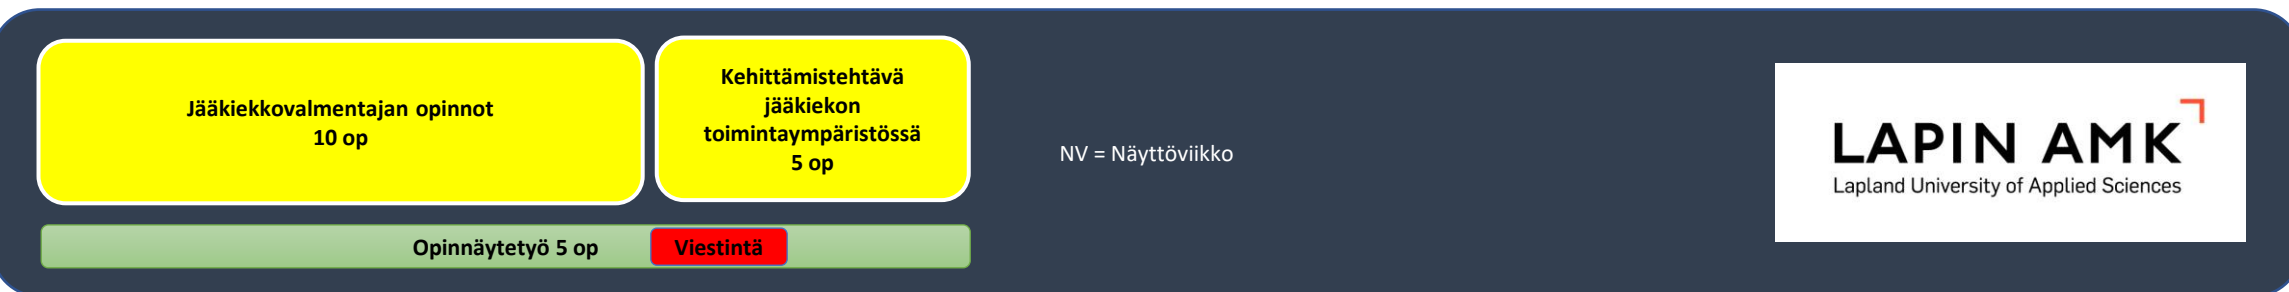 Jääkiekkovalmentajan opinnot
10 op
Kehittämistehtävä
jääkiekon
toimintaympäristössä
5 op
NV = Näyttöviikko
LAPIN AMK
Lapland University of Applied Sciences
Opinnäytetyö 5 op
Viestintä